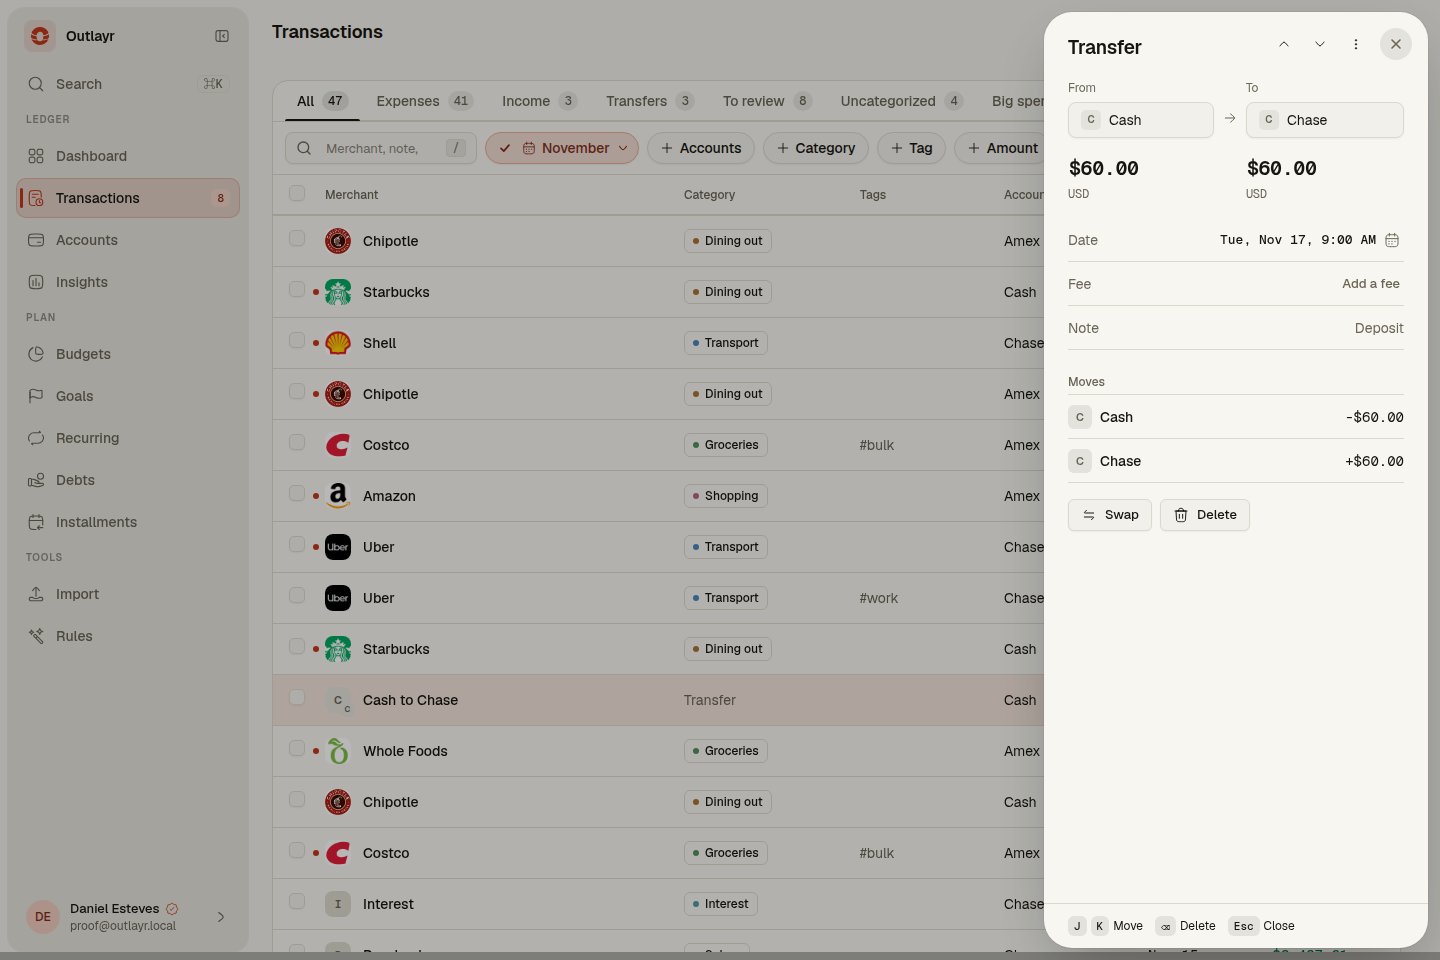 Outlayr
Search ⌘K
LEDGER
Dashboard
Transactions 8
Accounts
Insights
PLAN
Budgets
Goals
Recurring
Debts
Installments
TOOLS
Import
Rules
DE
Daniel Esteves
proof@outlayr.local
Transactions
All 47 Expenses 41 Income 3 Transfers 3 To review 8 Uncategorized 4 Big spen
Merchant, note, / November Accounts Category Tag Amount
Merchant Category Tags Accoun
Chipotle Dining out Amex
Starbucks Dining out Cash
Shell Transport Chase
Chipotle Dining out Amex
Costco Groceries #bulk Amex
a Amazon Shopping Amex
Uber Uber Transport Chase
Uber Uber Transport #work Chase
Starbucks Dining out Cash
C C Cash to Chase Transfer Cash
Whole Foods Groceries Amex
Chipotle Dining out Cash
Costco Groceries #bulk Amex
I Interest Interest Chase
Transfer
From To
C Cash → C Chase
$60.00 $60.00
USD USD
Date Tue, Nov 17, 9:00 AM
Fee Add a fee
Note Deposit
Moves
C Cash -$60.00
C Chase +$60.00
Swap Delete
J K Move ⌫ Delete Esc Close